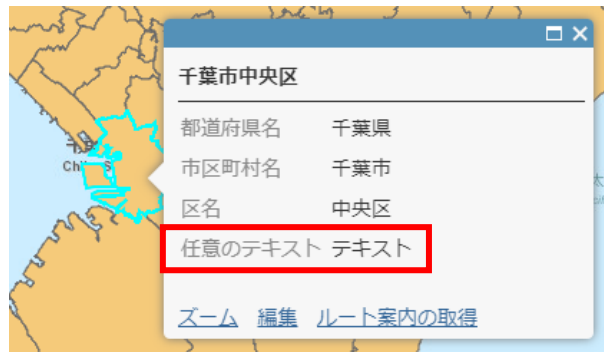 千葉市中央区
都道府県名 千葉県
市区町村名 千葉市
区名 中央区
任意のテキスト テキスト
ズーム 編集 ルート案内の取得